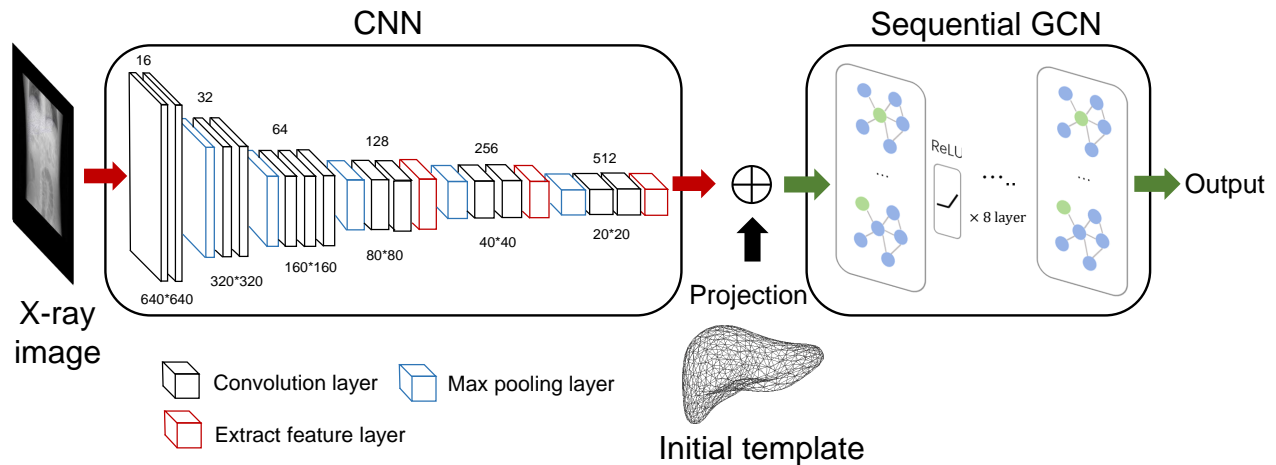 CNN
Sequential GCN
16
32
64
128
256
512
640*640
320*320
160*160
80*80
40*40
20*20
X-ray
image
Projection
Initial template
ReLU
...
.....
× 8 layer
...
Output
Convolution layer
Max pooling layer
Extract feature layer